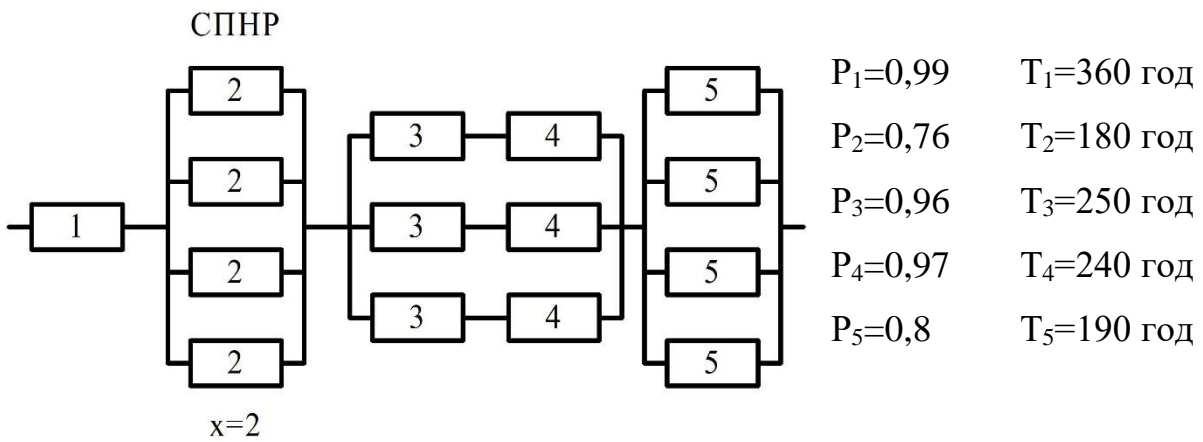 СПНР
2
2
2
2
x=2
1
3 4
3 4
3 4
5
5
5
5
P₁=0,99 T₁=360 год
P₂=0,76 T₂=180 год
P₃=0,96 T₃=250 год
P₄=0,97 T₄=240 год
P₅=0,8 T₅=190 год